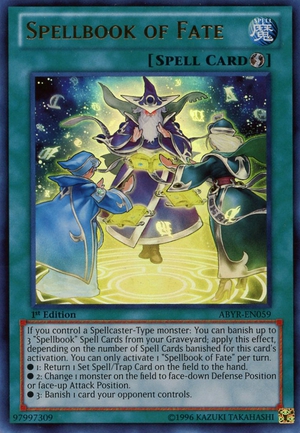 Spellbook of Fate
SPELL
魔
[Spell Card]
1st Edition
ABYR-EN059
If you control a Spellcaster-Type monster: You can banish up to
3 "Spellbook" Spell Cards from your Graveyard; apply this effect,
depending on the number of Spell Cards banished for this card's
activation. You can only activate 1 "Spellbook of Fate" per turn.
● 1: Return 1 Set Spell/Trap Card on the field to the hand.
● 2: Change 1 monster on the field to face-down Defense Position
or face-up Attack Position.
● 3: Banish 1 card your opponent controls.
97997309
©1996 KAZUKI TAKAHASHI